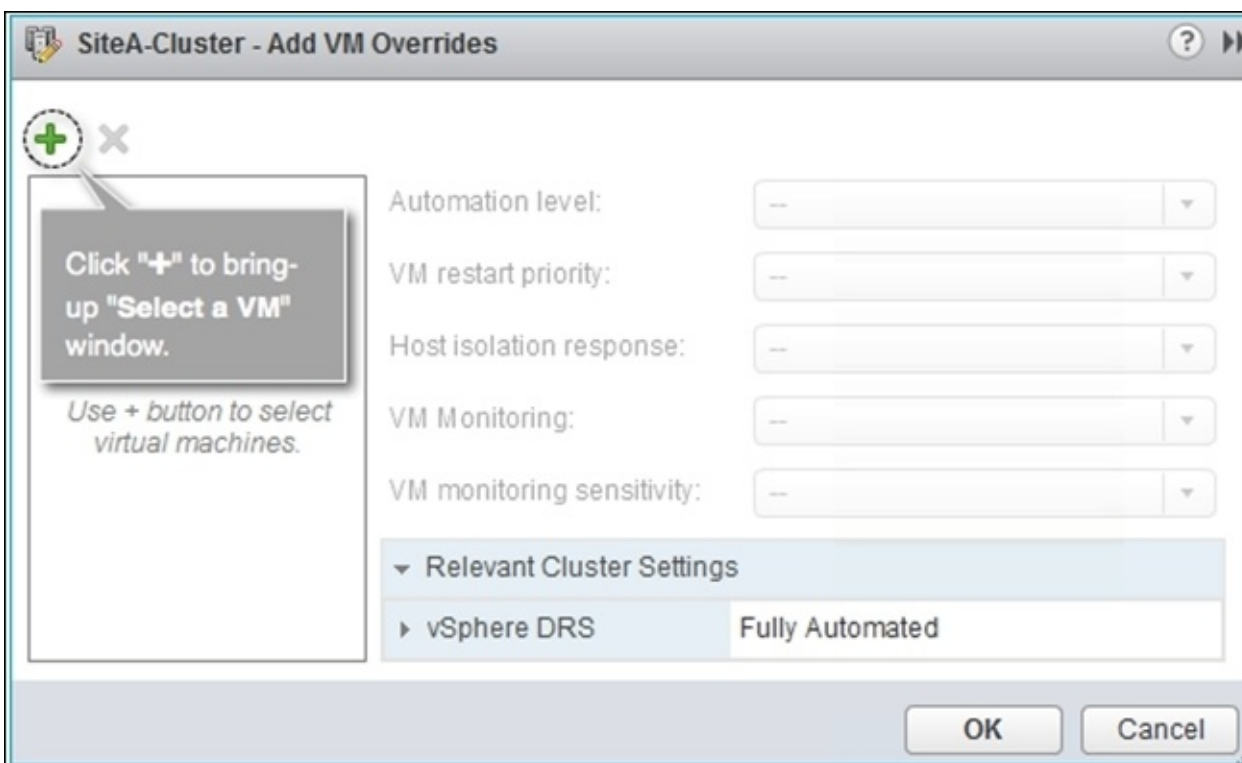 SiteA-Cluster - Add VM Overrides
?
Click "+" to bring-
up "Select a VM"
window.
Use + button to select
virtual machines.
Automation level:
--
VM restart priority:
--
Host isolation response:
--
VM Monitoring:
--
VM monitoring sensitivity:
--
Relevant Cluster Settings
vSphere DRS
Fully Automated
OK
Cancel